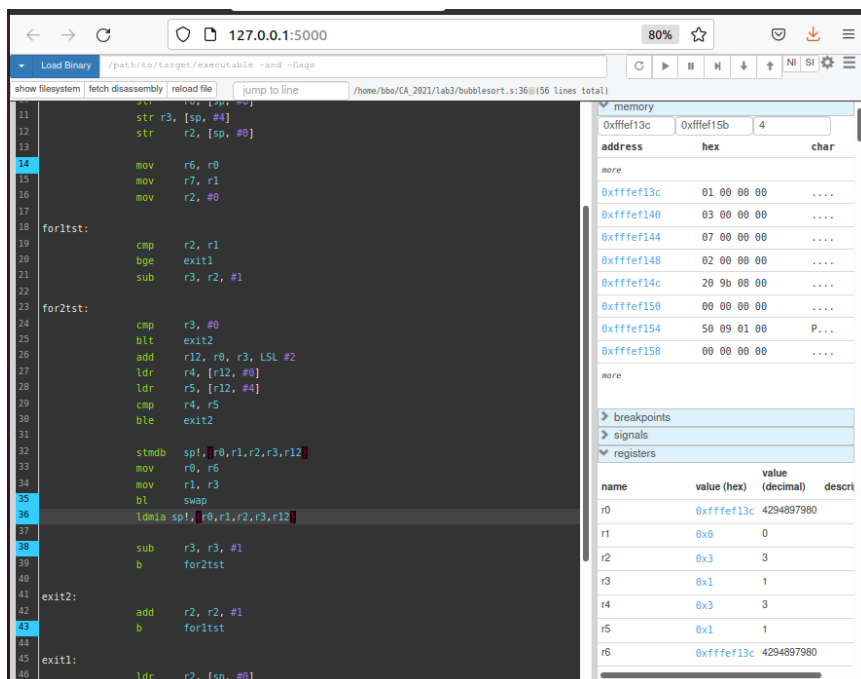 127.0.0.1:5000
80%
Load Binary /path/to/target/executable -and -flags
NI SI
show filesystem fetch disassembly reload file jump to line /home/bbo/CA_2021/lab3/bubblesort.s:36 (56 lines total)
11 str r3, [sp, #4]
12 str r2, [sp, #0]
13
14 mov r6, r0
15 mov r7, r1
16 mov r2, #0
17
18 for1tst:
19 cmp r2, r1
20 bge exit1
21 sub r3, r2, #1
22
23 for2tst:
24 cmp r3, #0
25 blt exit2
26 add r12, r0, r3, LSL #2
27 ldr r4, [r12, #0]
28 ldr r5, [r12, #4]
29 cmp r4, r5
30 ble exit2
31
32 stmdb sp!,{r0,r1,r2,r3,r12}
33 mov r0, r6
34 mov r1, r3
35 bl swap
36 ldmia sp!,{r0,r1,r2,r3,r12}
37
38 sub r3, r3, #1
39 b for2tst
40
41 exit2:
42 add r2, r2, #1
43 b for1tst
44
45 exit1:
46 ldr r2, [sp, #0]
memory
0xfffef13c 0xfffef15b 4
address hex char
more
0xfffef13c 01 00 00 00 ....
0xfffef140 03 00 00 00 ....
0xfffef144 07 00 00 00 ....
0xfffef148 02 00 00 00 ....
0xfffef14c 20 9b 08 00 ....
0xfffef150 00 00 00 00 ....
0xfffef154 50 09 01 00 P...
0xfffef158 00 00 00 00 ....
more
breakpoints
signals
registers
name value (hex) value (decimal) descri
r0 0xfffef13c 4294897980
r1 0x0 0
r2 0x3 3
r3 0x1 1
r4 0x3 3
r5 0x1 1
r6 0xfffef13c 4294897980